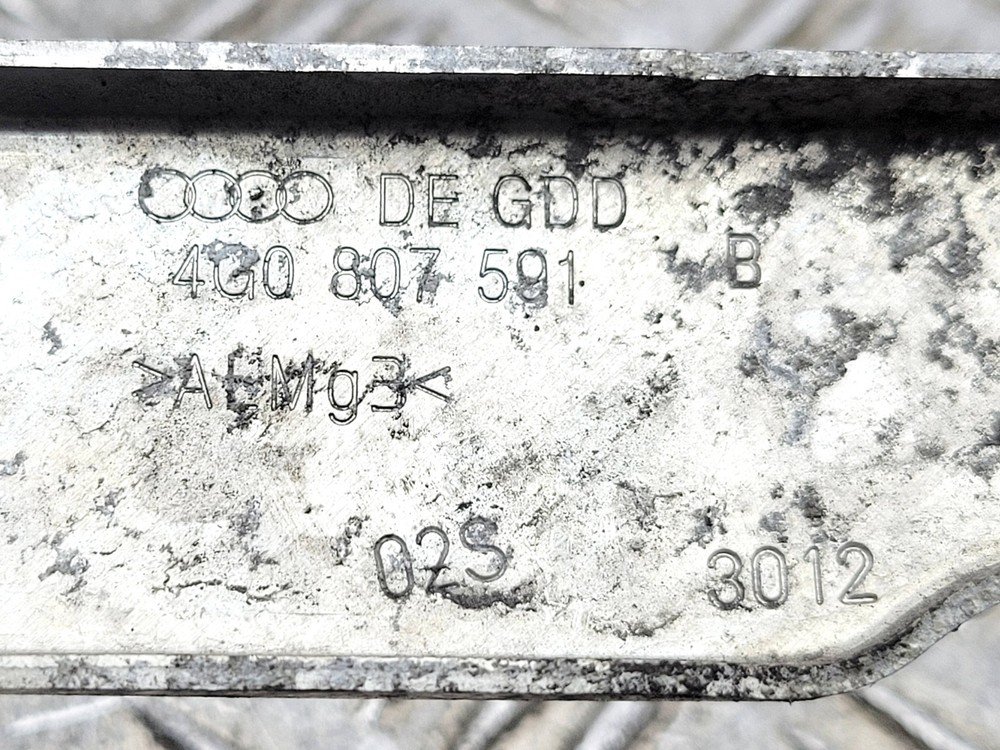 DE GDD
4G0 807 591 B
>AlMg3<
02S 3012